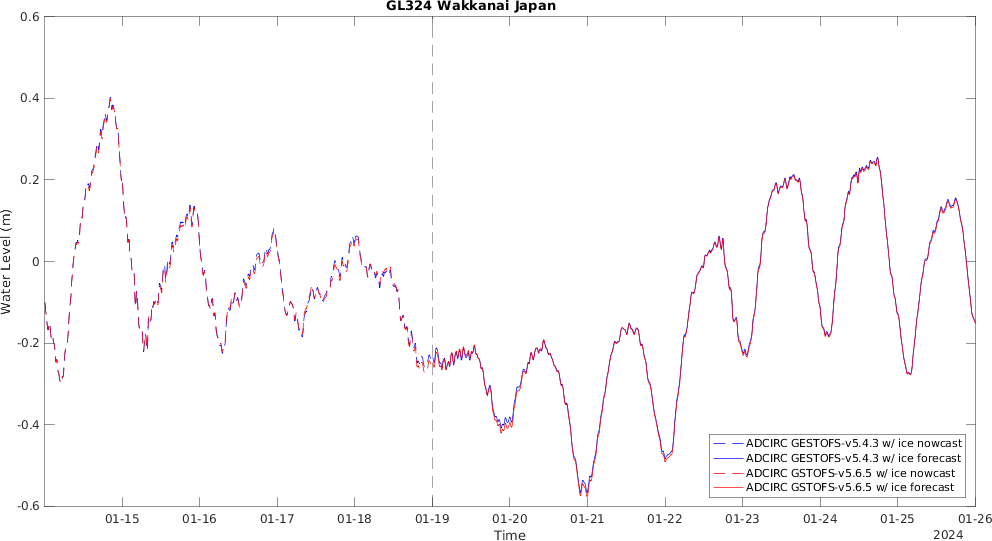 GL324 Wakkanai Japan
0.6
0.4
0.2
0
-0.2
-0.4
-0.6
Water Level (m)
ADCIRC GESTOFS-v5.4.3 w/ ice nowcast
ADCIRC GESTOFS-v5.4.3 w/ ice forecast
ADCIRC GSTOFS-v5.6.5 w/ ice nowcast
ADCIRC GSTOFS-v5.6.5 w/ ice forecast
01-15 01-16 01-17 01-18 01-19 01-20 01-21 01-22 01-23 01-24 01-25 01-26
Time
2024